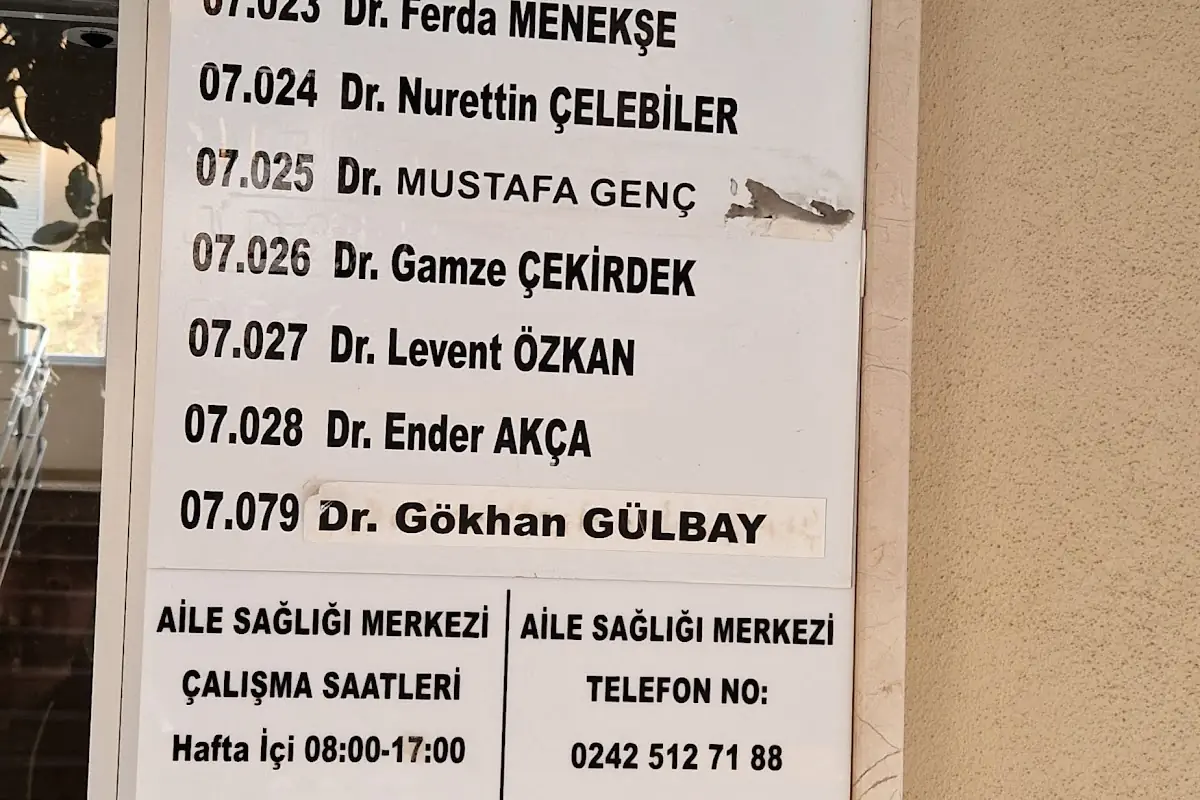 07.023 Dr. Ferda MENEKŞE
07.024 Dr. Nurettin ÇELEBİLER
07.025 Dr. MUSTAFA GENÇ
07.026 Dr. Gamze ÇEKİRDEK
07.027 Dr. Levent ÖZKAN
07.028 Dr. Ender AKÇA
07.079 Dr. Gökhan GÜLBAY
AİLE SAĞLIĞI MERKEZİ
ÇALIŞMA SAATLERİ
Hafta İçi 08:00-17:00
AİLE SAĞLIĞI MERKEZİ
TELEFON NO:
0242 512 71 88